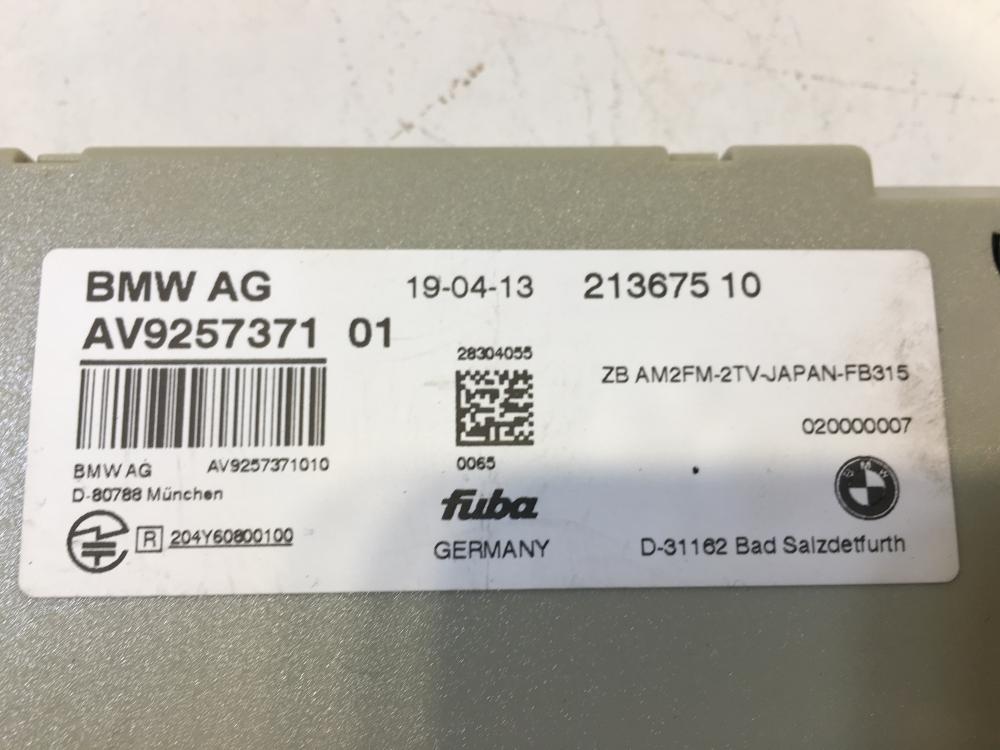 BMW AG 19-04-13 213675 10
AV9257371 01
28304055
ZB AM2FM-2TV-JAPAN-FB315
020000007
BMW AG AV9257371010
0065
D-80788 München
BMW
fuba
R 204Y60800100
GERMANY
D-31162 Bad Salzdetfurth